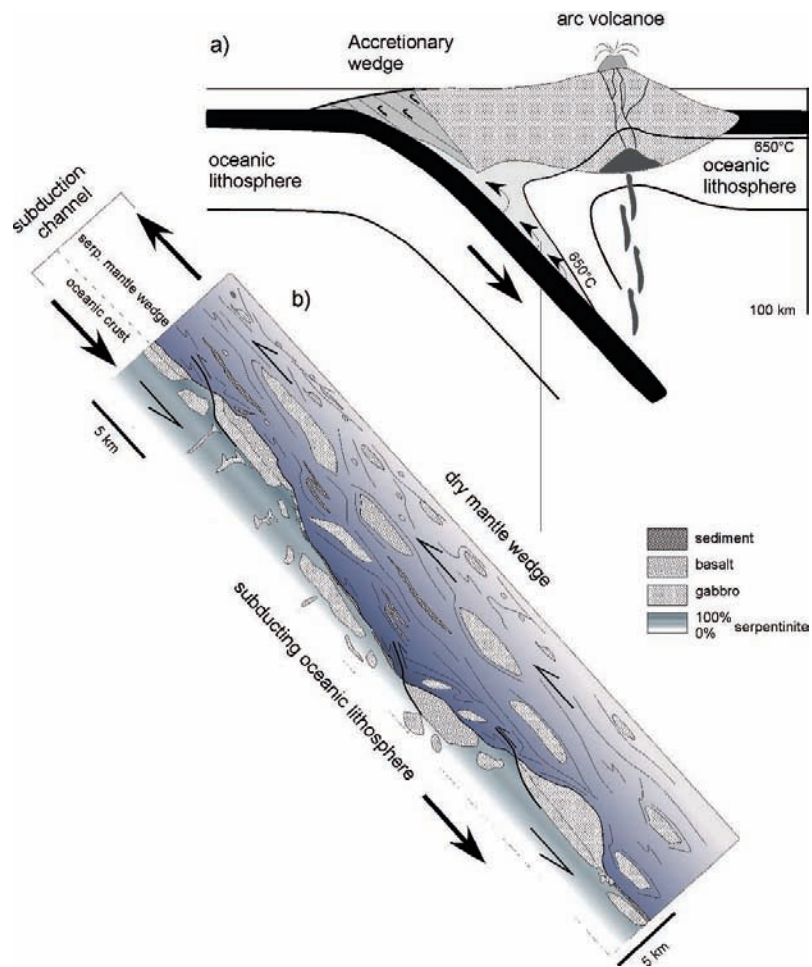 a)
arc volcanoe
Accretionary
wedge
650°C
oceanic
lithosphere
oceanic
lithosphere
650°C
100 km
subduction
channel
serp. mantle wedge
oceanic crust
b)
5 km
dry mantle wedge
subducting oceanic lithosphere
sediment
basalt
gabbro
100%
0%
serpentinite
5 km